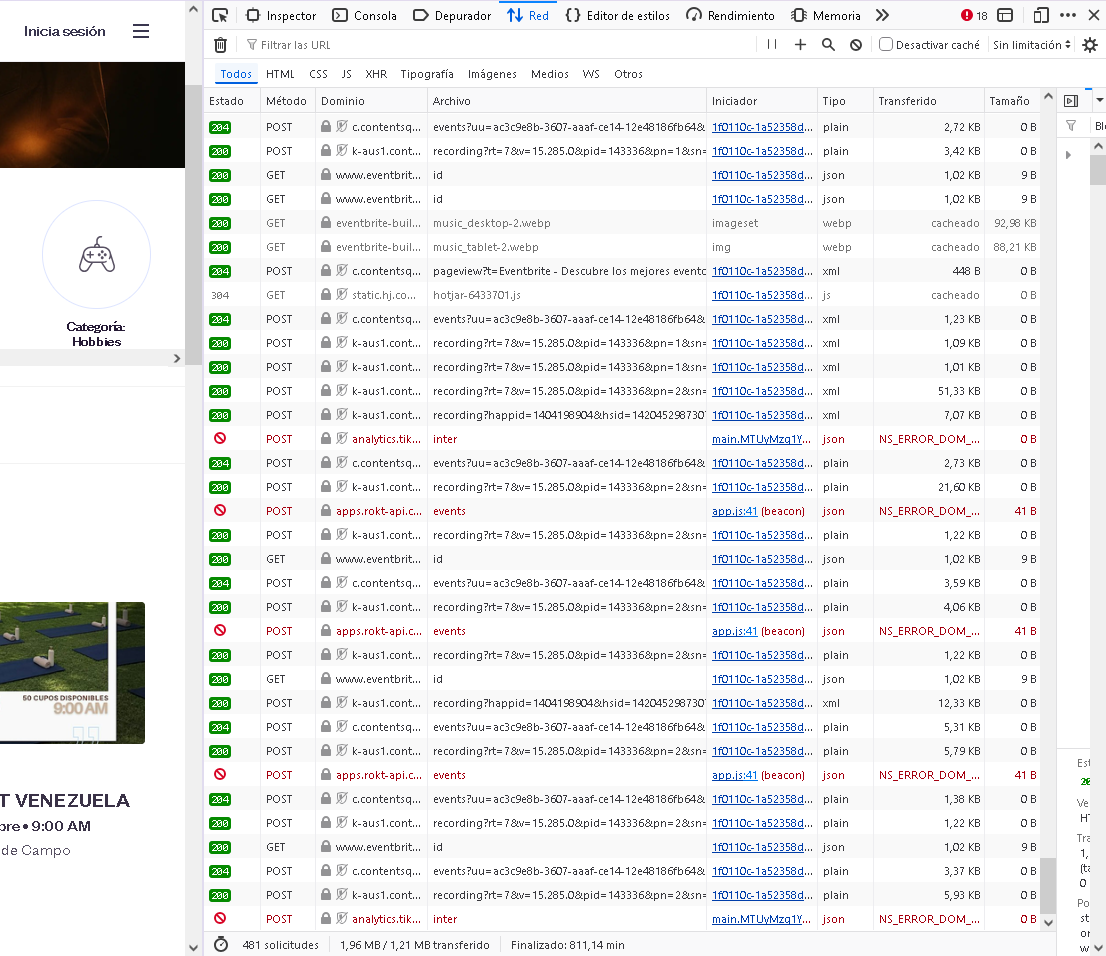 Inicia sesión
Categoría:
Hobbies
50 CUPOS DISPONIBLES
9:00 AM
T VENEZUELA
bre • 9:00 AM
de Campo
Inspector Consola Depurador Red Editor de estilos Rendimiento Memoria 18
Filtrar las URL Desactivar caché Sin limitación
Todos HTML CSS JS XHR Tipografía Imágenes Medios WS Otros
Estado Método Dominio Archivo Iniciador Tipo Transferido Tamaño
204 POST c.contentsq... events?uu=ac3c9e8b-3607-aaaf-ce14-12e48186fb64& 1f0110c-1a52358d... plain 2,72 KB 0 B
200 POST k-aus1.cont... recording?rt=7&v=15.285.0&pid=143336&pn=1&sn= 1f0110c-1a52358d... plain 3,42 KB 0 B
200 GET www.eventbrit... id 1f0110c-1a52358d... json 1,02 KB 9 B
200 GET www.eventbrit... id 1f0110c-1a52358d... json 1,02 KB 9 B
200 GET eventbrite-buil... music_desktop-2.webp imageset webp cacheado 92,98 KB
200 GET eventbrite-buil... music_tablet-2.webp img webp cacheado 88,21 KB
204 POST c.contentsq... pageview?t=Eventbrite - Descubre los mejores evento 1f0110c-1a52358d... xml 448 B 0 B
304 GET static.hj.co... hotjar-6433701.js 1f0110c-1a52358d... js cacheado 0 B
204 POST c.contentsq... events?uu=ac3c9e8b-3607-aaaf-ce14-12e48186fb64& 1f0110c-1a52358d... xml 1,23 KB 0 B
200 POST k-aus1.cont... recording?rt=7&v=15.285.0&pid=143336&pn=1&sn= 1f0110c-1a52358d... xml 1,09 KB 0 B
200 POST k-aus1.cont... recording?rt=7&v=15.285.0&pid=143336&pn=1&sn= 1f0110c-1a52358d... xml 1,01 KB 0 B
200 POST k-aus1.cont... recording?rt=7&v=15.285.0&pid=143336&pn=2&sn= 1f0110c-1a52358d... xml 51,33 KB 0 B
200 POST k-aus1.cont... recording?happid=1404198904&hsid=142045298730 1f0110c-1a52358d... xml 7,07 KB 0 B
POST analytics.tik... inter main.MTUyMzq1Y... json NS_ERROR_DOM_... 0 B
204 POST c.contentsq... events?uu=ac3c9e8b-3607-aaaf-ce14-12e48186fb64& 1f0110c-1a52358d... plain 2,73 KB 0 B
200 POST k-aus1.cont... recording?rt=7&v=15.285.0&pid=143336&pn=2&sn= 1f0110c-1a52358d... plain 21,60 KB 0 B
POST apps.rokt-api.c... events app.js:41 (beacon) json NS_ERROR_DOM_... 41 B
200 POST k-aus1.cont... recording?rt=7&v=15.285.0&pid=143336&pn=2&sn= 1f0110c-1a52358d... plain 1,22 KB 0 B
200 GET www.eventbrit... id 1f0110c-1a52358d... json 1,02 KB 9 B
204 POST c.contentsq... events?uu=ac3c9e8b-3607-aaaf-ce14-12e48186fb64& 1f0110c-1a52358d... plain 3,59 KB 0 B
200 POST k-aus1.cont... recording?rt=7&v=15.285.0&pid=143336&pn=2&sn= 1f0110c-1a52358d... plain 4,06 KB 0 B
POST apps.rokt-api.c... events app.js:41 (beacon) json NS_ERROR_DOM_... 41 B
200 POST k-aus1.cont... recording?rt=7&v=15.285.0&pid=143336&pn=2&sn= 1f0110c-1a52358d... plain 1,22 KB 0 B
200 GET www.eventbrit... id 1f0110c-1a52358d... json 1,02 KB 9 B
200 POST k-aus1.cont... recording?happid=1404198904&hsid=142045298730 1f0110c-1a52358d... xml 12,33 KB 0 B
204 POST c.contentsq... events?uu=ac3c9e8b-3607-aaaf-ce14-12e48186fb64& 1f0110c-1a52358d... plain 5,31 KB 0 B
200 POST k-aus1.cont... recording?rt=7&v=15.285.0&pid=143336&pn=2&sn= 1f0110c-1a52358d... plain 5,79 KB 0 B
POST apps.rokt-api.c... events app.js:41 (beacon) json NS_ERROR_DOM_... 41 B
204 POST c.contentsq... events?uu=ac3c9e8b-3607-aaaf-ce14-12e48186fb64& 1f0110c-1a52358d... plain 1,38 KB 0 B
200 POST k-aus1.cont... recording?rt=7&v=15.285.0&pid=143336&pn=2&sn= 1f0110c-1a52358d... plain 1,22 KB 0 B
200 GET www.eventbrit... id 1f0110c-1a52358d... json 1,02 KB 9 B
204 POST c.contentsq... events?uu=ac3c9e8b-3607-aaaf-ce14-12e48186fb64& 1f0110c-1a52358d... plain 3,37 KB 0 B
200 POST k-aus1.cont... recording?rt=7&v=15.285.0&pid=143336&pn=2&sn= 1f0110c-1a52358d... plain 5,93 KB 0 B
POST analytics.tik... inter main.MTUyMzq1Y... json NS_ERROR_DOM_... 0 B
481 solicitudes 1,96 MB / 1,21 MB transferido Finalizado: 811,14 min
Blo
Est
20
Ve
HT
Tra
1,
(ta
0
Po
st
or
w